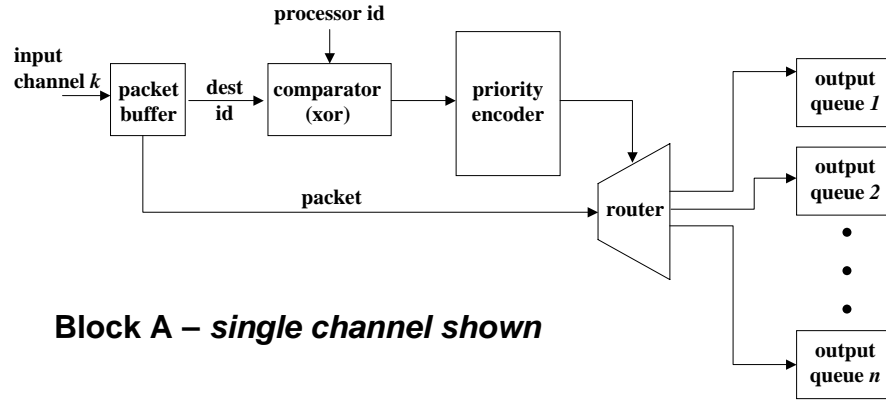 processor id
input
channel k
packet
buffer
dest
id
comparator
(xor)
priority
encoder
output
queue 1
output
queue 2
packet
router
Block A – single channel shown
output
queue n